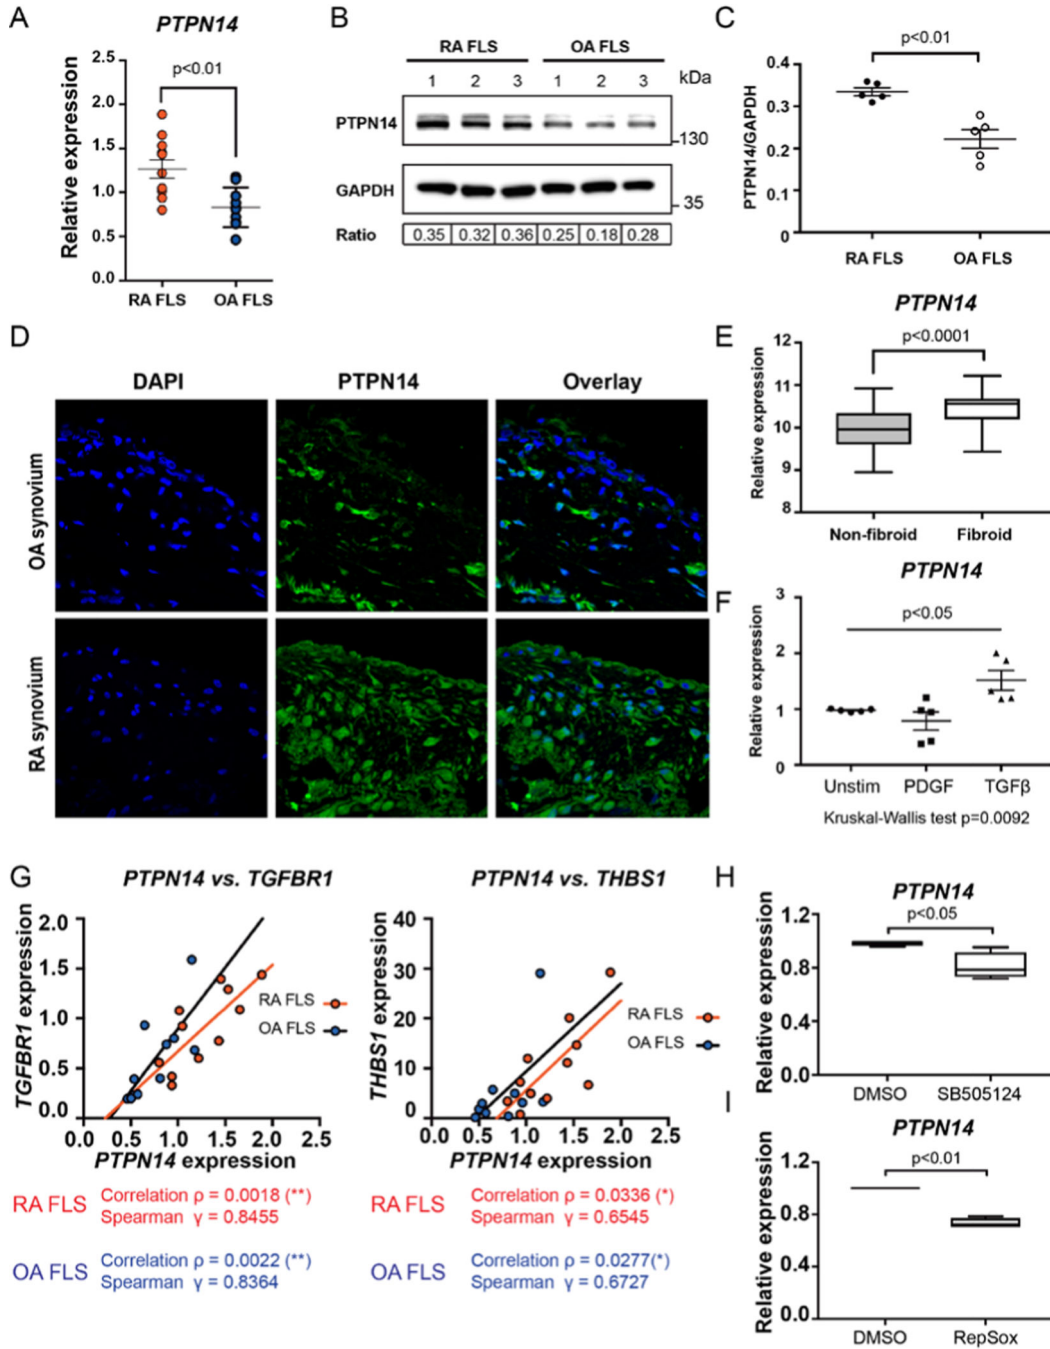 A
PTPN14
Relative expression
2.5
2.0
1.5
1.0
0.5
0.0
p<0.01
RA FLS
OA FLS
B
RA FLS
OA FLS
1 2 3 1 2 3
kDa
PTPN14
130
GAPDH
35
Ratio 0.35 0.32 0.36 0.25 0.18 0.28
C
p<0.01
PTPN14/GAPDH
0.4
0.3
0.2
0.1
0
RA FLS
OA FLS
D
DAPI
PTPN14
Overlay
OA synovium
RA synovium
E
PTPN14
p<0.0001
Relative expression
12
11
10
9
8
Non-fibroid
Fibroid
F
PTPN14
p<0.05
Relative expression
3
2
1
0
Unstim
PDGF
TGFβ
Kruskal-Wallis test p=0.0092
G
PTPN14 vs. TGFBR1
TGFBR1 expression
2.0
1.5
1.0
0.5
0.0
RA FLS
OA FLS
0.0 0.5 1.0 1.5 2.0 2.5
PTPN14 expression
RA FLS
Correlation ρ = 0.0018 (**)
Spearman γ = 0.8455
OA FLS
Correlation ρ = 0.0022 (**)
Spearman γ = 0.8364
PTPN14 vs. THBS1
THBS1 expression
40
30
20
10
0
RA FLS
OA FLS
0.0 0.5 1.0 1.5 2.0 2.5
PTPN14 expression
RA FLS
Correlation ρ = 0.0336 (*)
Spearman γ = 0.6545
OA FLS
Correlation ρ = 0.0277(*)
Spearman γ = 0.6727
H
PTPN14
p<0.05
Relative expression
1.2
0.8
0.4
0.0
DMSO
SB505124
I
PTPN14
p<0.01
Relative expression
1.2
0.8
0.4
0.0
DMSO
RepSox